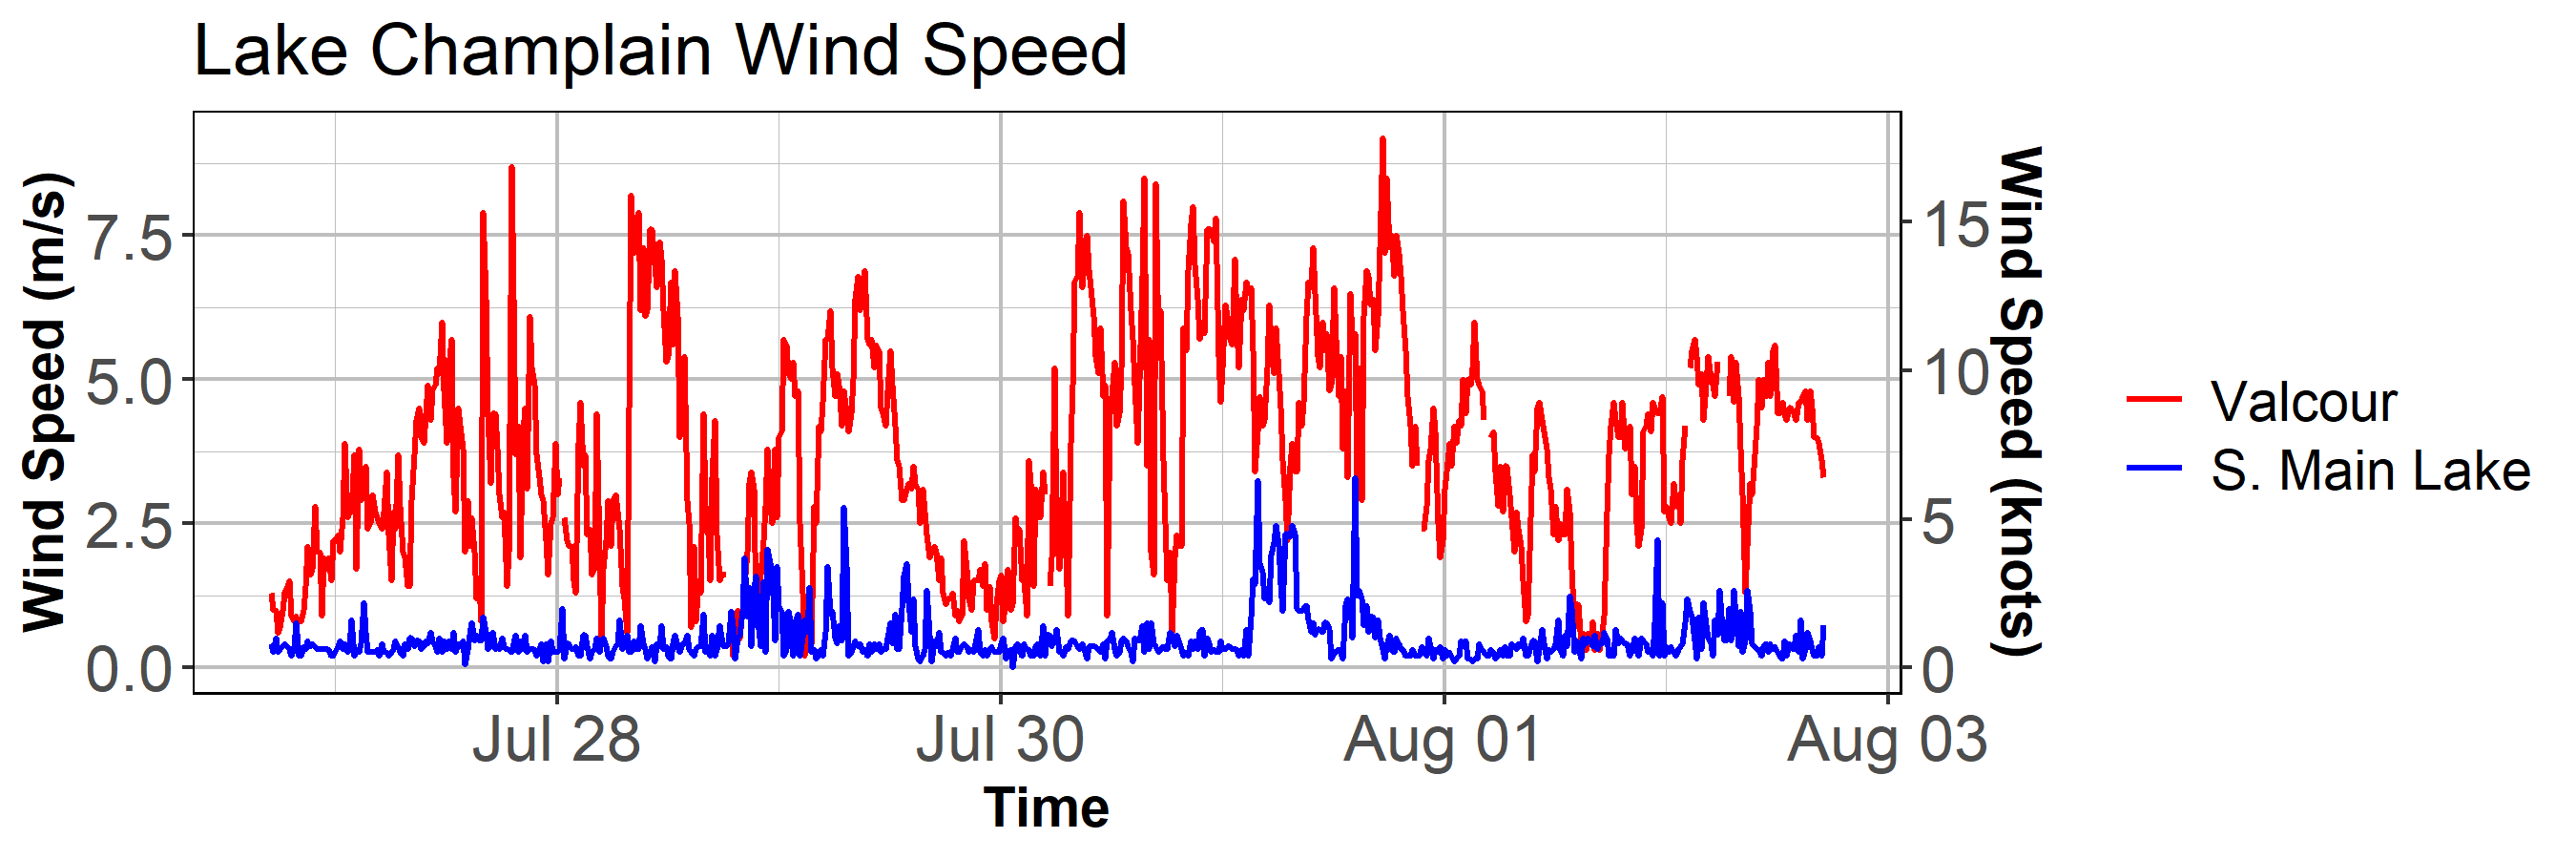 Lake Champlain Wind Speed
Wind Speed (m/s)
7.5
5.0
2.5
0.0
15
10
5
0
Wind Speed (knots)
Jul 28
Jul 30
Aug 01
Aug 03
Time
Valcour
S. Main Lake